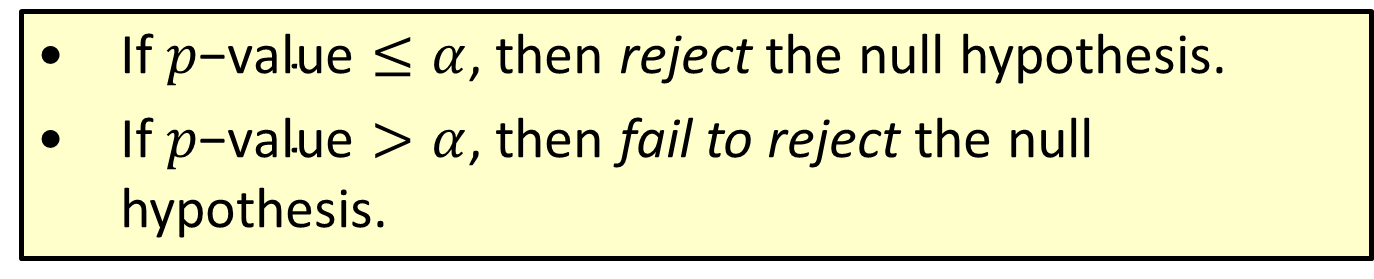 • If p–value ≤ α, then reject the null hypothesis.
• If p–value > α, then fail to reject the null
hypothesis.